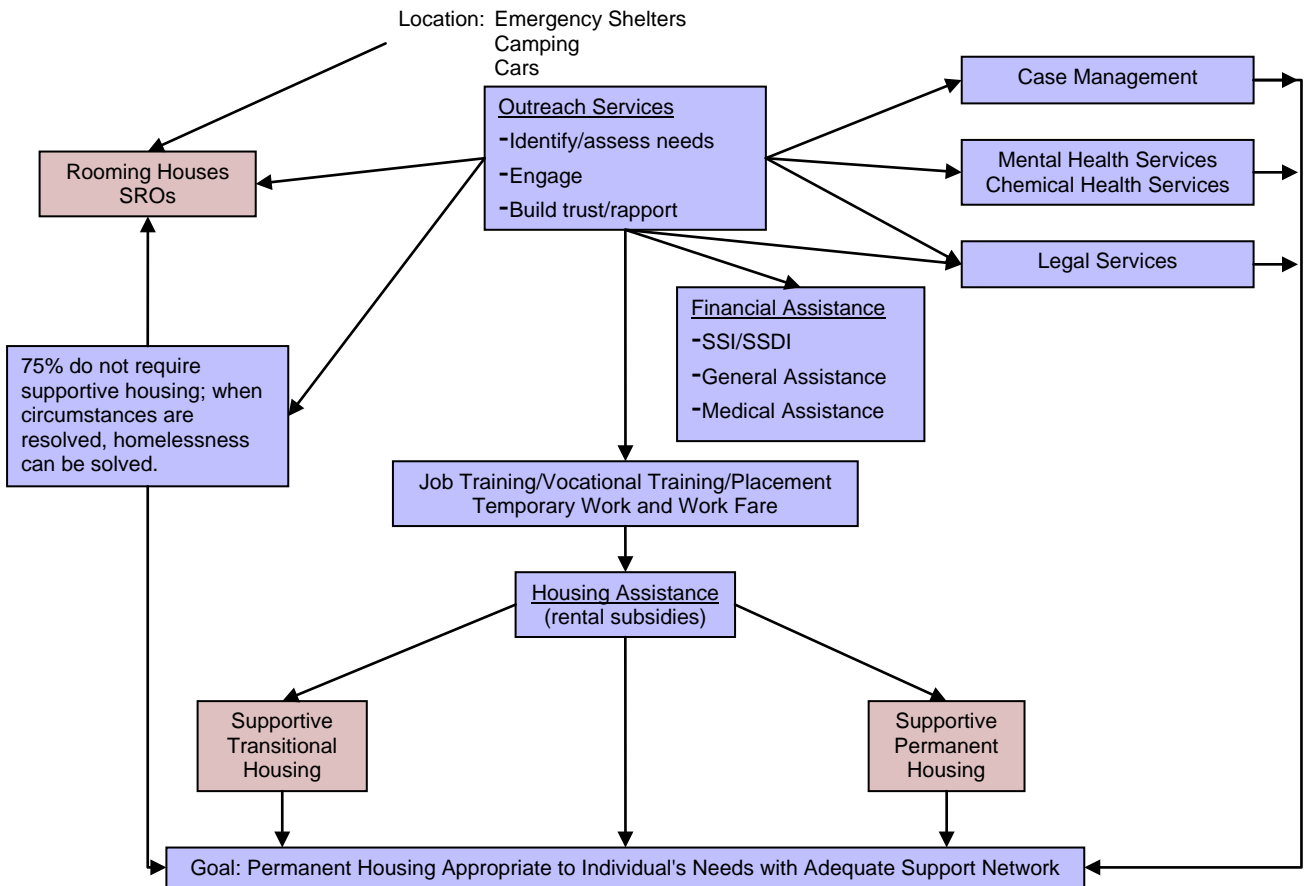 Location: Emergency Shelters
Camping
Cars
Outreach Services
-Identify/assess needs
-Engage
-Build trust/rapport
Case Management
Mental Health Services
Chemical Health Services
Legal Services
Rooming Houses
SROs
Financial Assistance
-SSI/SSDI
-General Assistance
-Medical Assistance
75% do not require
supportive housing; when
circumstances are
resolved, homelessness
can be solved.
Job Training/Vocational Training/Placement
Temporary Work and Work Fare
Housing Assistance
(rental subsidies)
Supportive
Transitional
Housing
Supportive
Permanent
Housing
Goal: Permanent Housing Appropriate to Individual's Needs with Adequate Support Network